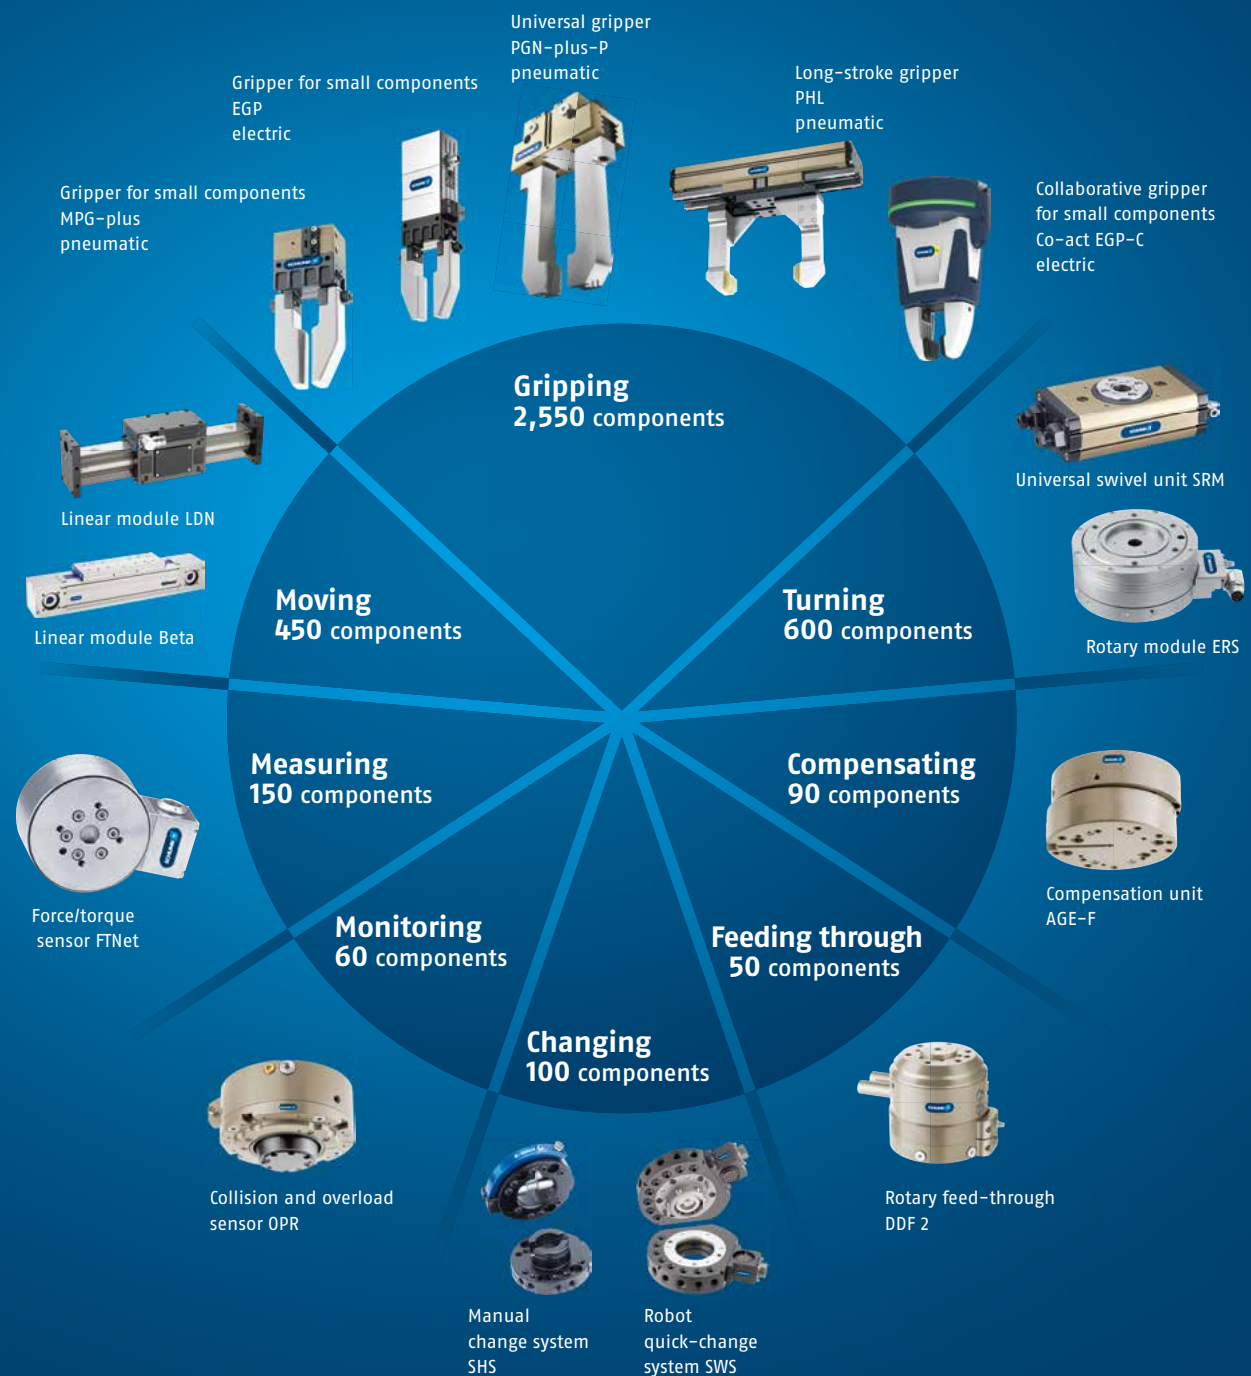 Universal gripper
PGN-plus-P
pneumatic
Gripper for small components
EGP
electric
Long-stroke gripper
PHL
pneumatic
Gripper for small components
MPG-plus
pneumatic
Collaborative gripper
for small components
Co-act EGP-C
electric
Gripping
2,550 components
Linear module LDN
Universal swivel unit SRM
Linear module Beta
Rotary module ERS
Moving
450 components
Turning
600 components
Measuring
150 components
Compensating
90 components
Force/torque
sensor FTNet
Compensation unit
AGE-F
Monitoring
60 components
Feeding through
50 components
Changing
100 components
Collision and overload
sensor OPR
Rotary feed-through
DDF 2
Manual
change system
SHS
Robot
quick-change
system SWS
SCHUNK